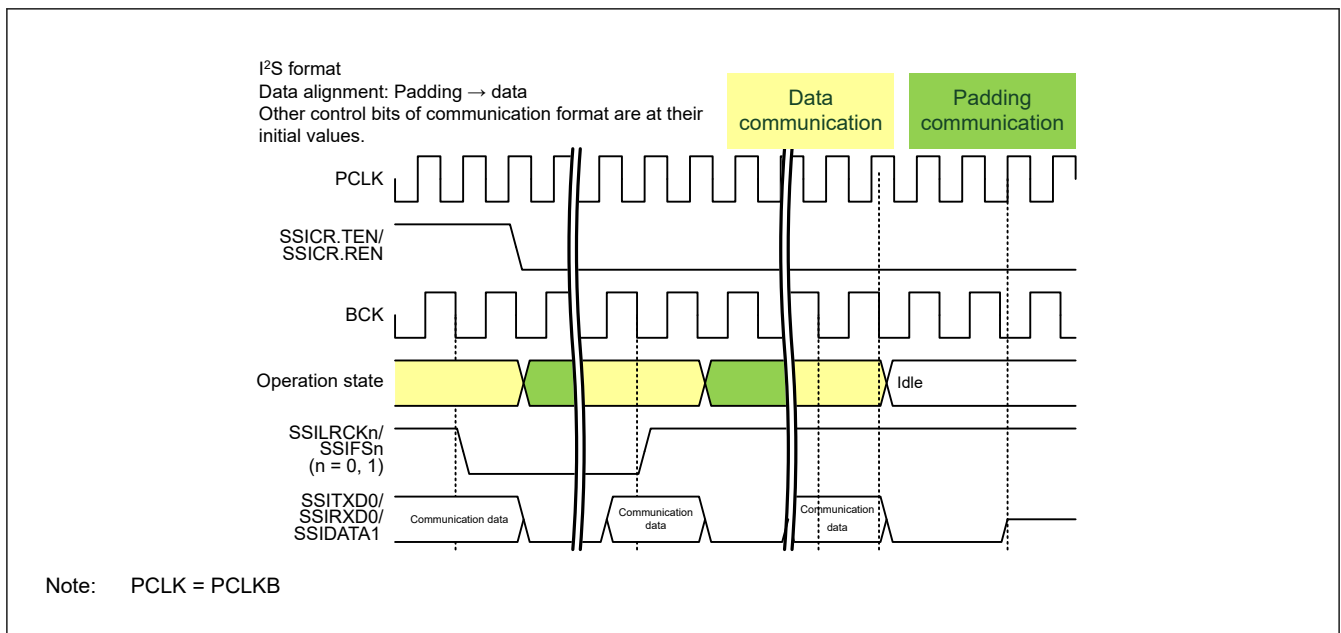 I²S format
Data alignment: Padding → data
Other control bits of communication format are at their
initial values.
Data
communication
Padding
communication
PCLK
SSICR.TEN/
SSICR.REN
BCK
Operation state
Idle
SSILRCKn/
SSIFSn
(n = 0, 1)
SSITXD0/
SSIRXD0/
SSIDATA1
Communication data
Communication
data
Communication
data
Note: PCLK = PCLKB